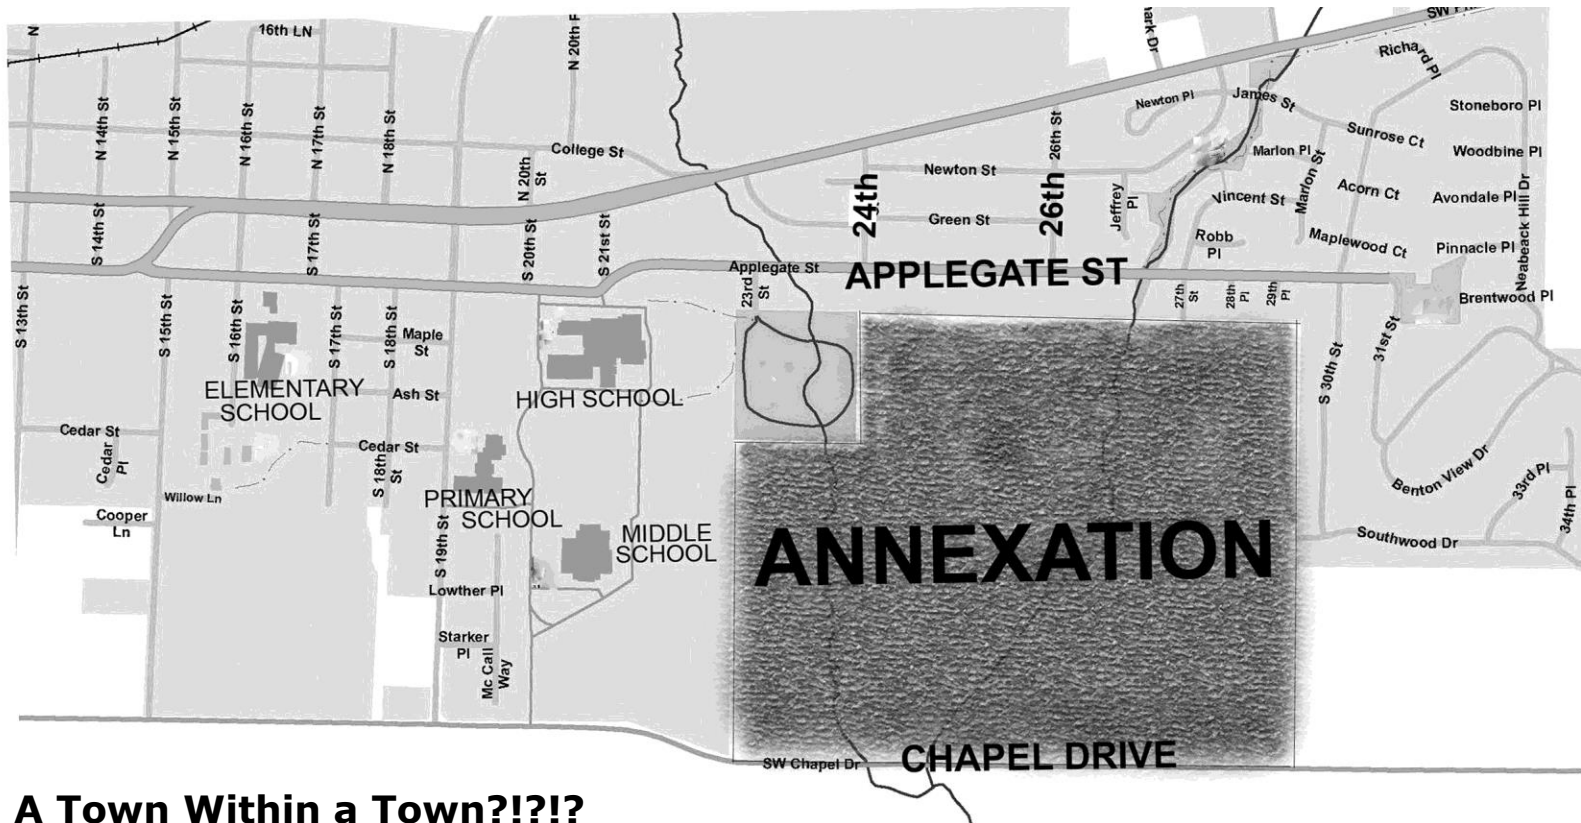 N
16th LN
N 20th P
mark Dr
SW
Richard Pl
N 14th St
N 15th St
N 16th St
N 17th St
N 18th St
Newton Pl
James St
Stoneboro Pl
College St
26th St
Sunrose Ct
Marlon Pl
Woodbine Pl
N 20th
St
Newton St
24th
26th
Jeffrey
Pl
Vincent St
Marlon St
Acorn Ct
Avondale Pl
Neabeack Hill Dr
Green St
S 14th St
S 17th St
S 20th St
S 21st St
Robb
Pl
Maplewood Ct
Pinnacle Pl
Applegate St
APPLEGATE ST
23rd
St
27th
St
28th
Pl
29th
Pl
Brentwood Pl
S 13th St
S 15th St
S 16th St
S 17th St
S 18th St
Maple
St
S 30th St
31st St
ELEMENTARY
SCHOOL
Ash St
HIGH SCHOOL
Cedar St
Cedar
Pl
Cedar St
S 18th
St
Benton View Dr
33rd Pl
34th Pl
Willow Ln
PRIMARY
SCHOOL
Cooper
Ln
S 19th St
MIDDLE
SCHOOL
ANNEXATION
Southwood Dr
Lowther Pl
Starker
Pl
Mc Call
Way
SW Chapel Dr
CHAPEL DRIVE
A Town Within a Town?!?!?